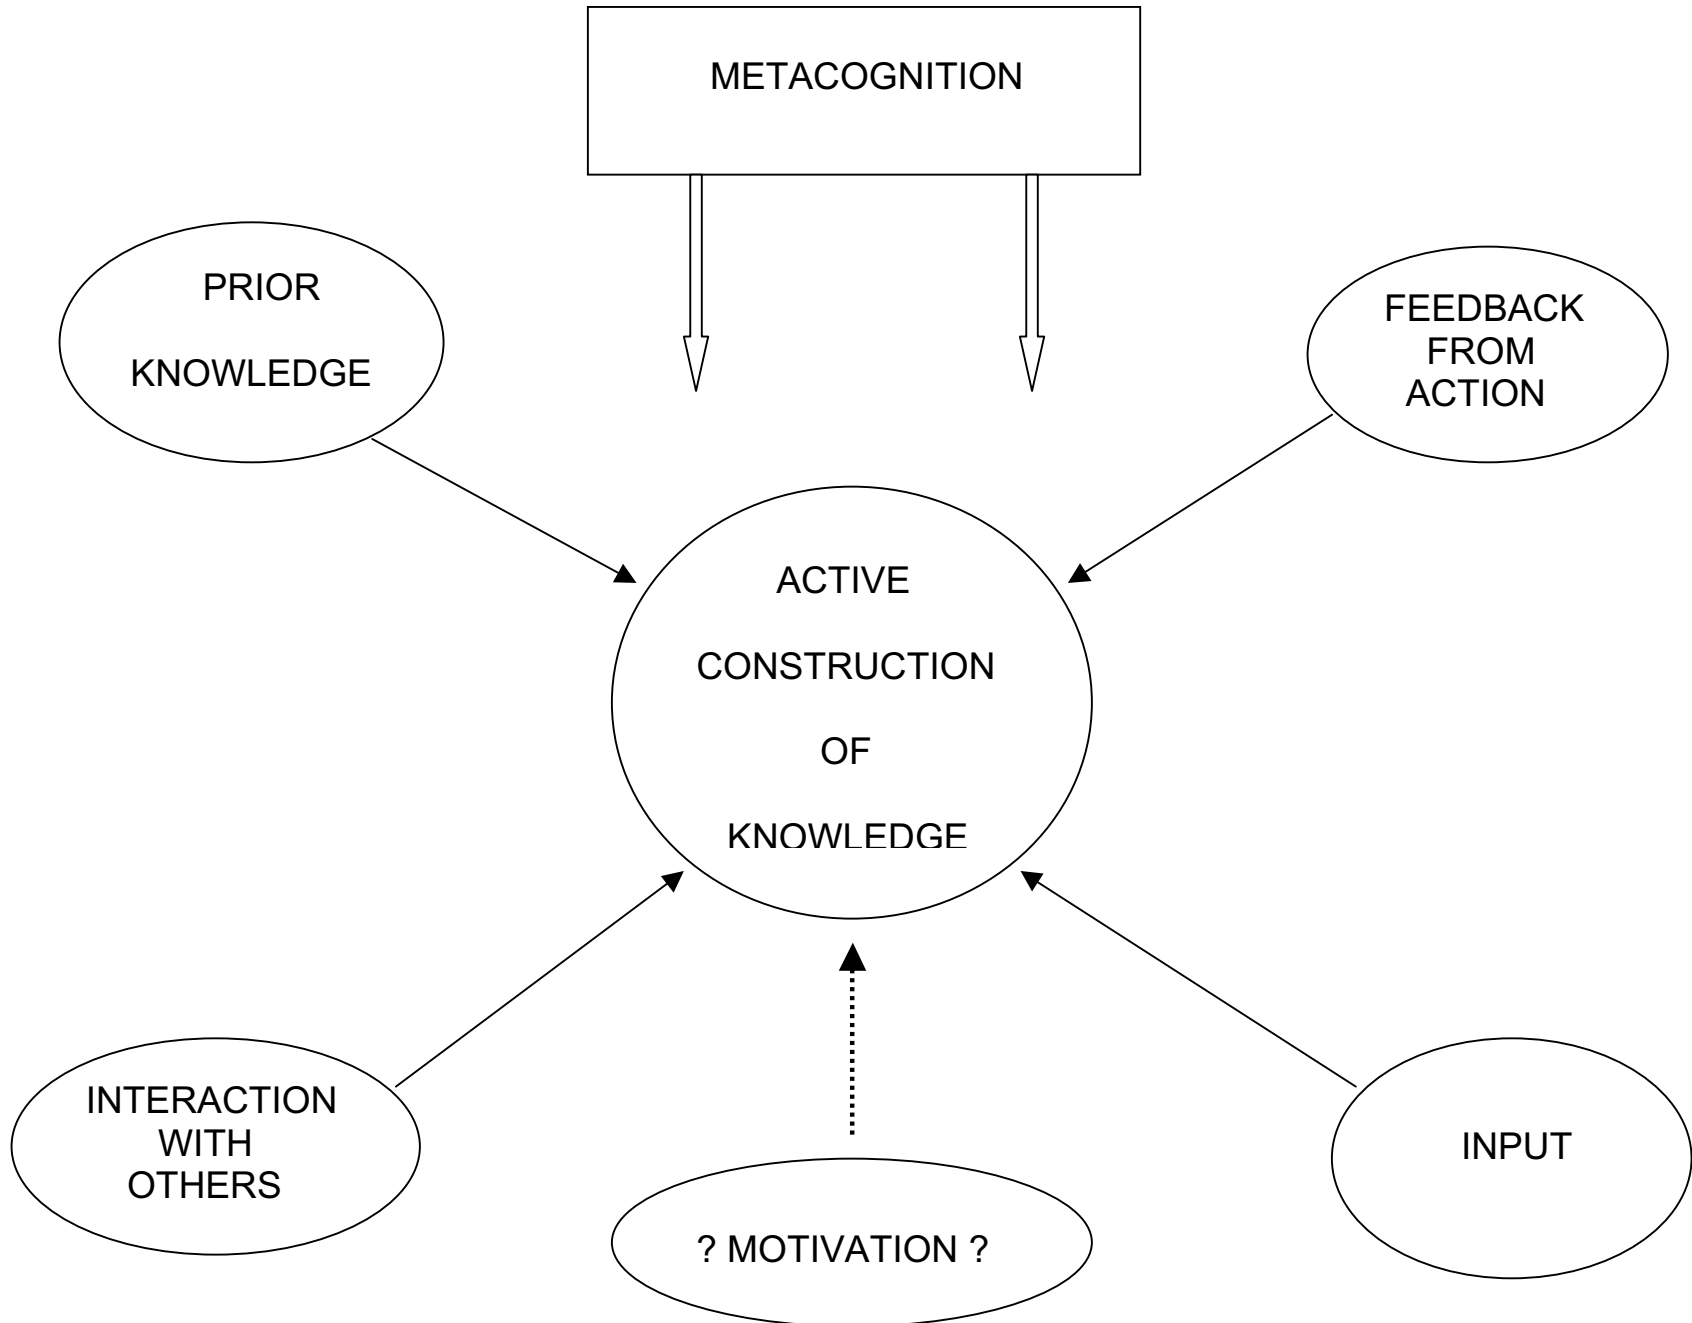 METACOGNITION
PRIOR
KNOWLEDGE
FEEDBACK
FROM
ACTION
ACTIVE
CONSTRUCTION
OF
KNOWLEDGE
INTERACTION
WITH
OTHERS
? MOTIVATION ?
INPUT